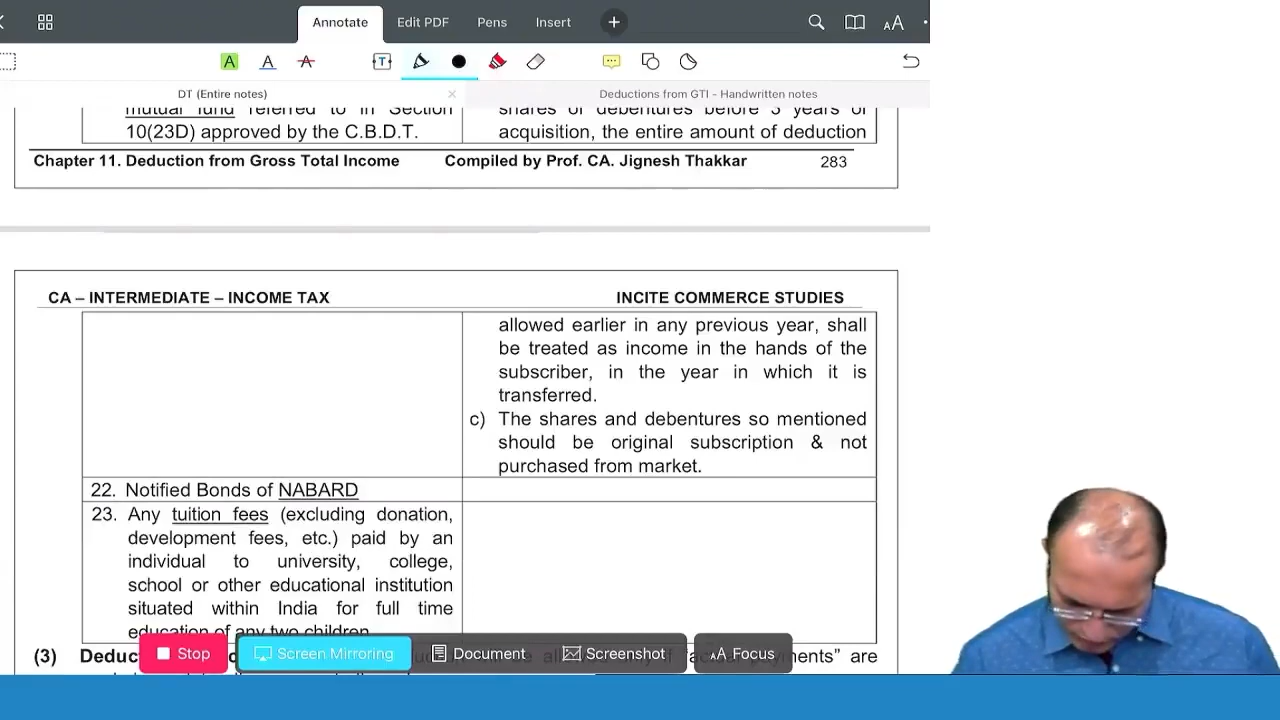 Annotate Edit PDF Pens Insert + AA
A A A T
DT (Entire notes) × Deductions from GTI - Handwritten notes
mutual fund referred to in Section
10(23D) approved by the C.B.D.T.
shares or debentures before 3 years of
acquisition, the entire amount of deduction
Chapter 11. Deduction from Gross Total Income Compiled by Prof. CA. Jignesh Thakkar 283
CA – INTERMEDIATE – INCOME TAX INCITE COMMERCE STUDIES
allowed earlier in any previous year, shall
be treated as income in the hands of the
subscriber, in the year in which it is
transferred.
c) The shares and debentures so mentioned
should be original subscription & not
purchased from market.
22. Notified Bonds of NABARD
23. Any tuition fees (excluding donation,
development fees, etc.) paid by an
individual to university, college,
school or other educational institution
situated within India for full time
education of any two children
(3) are
Stop Screen Mirroring Document Screenshot AA Focus